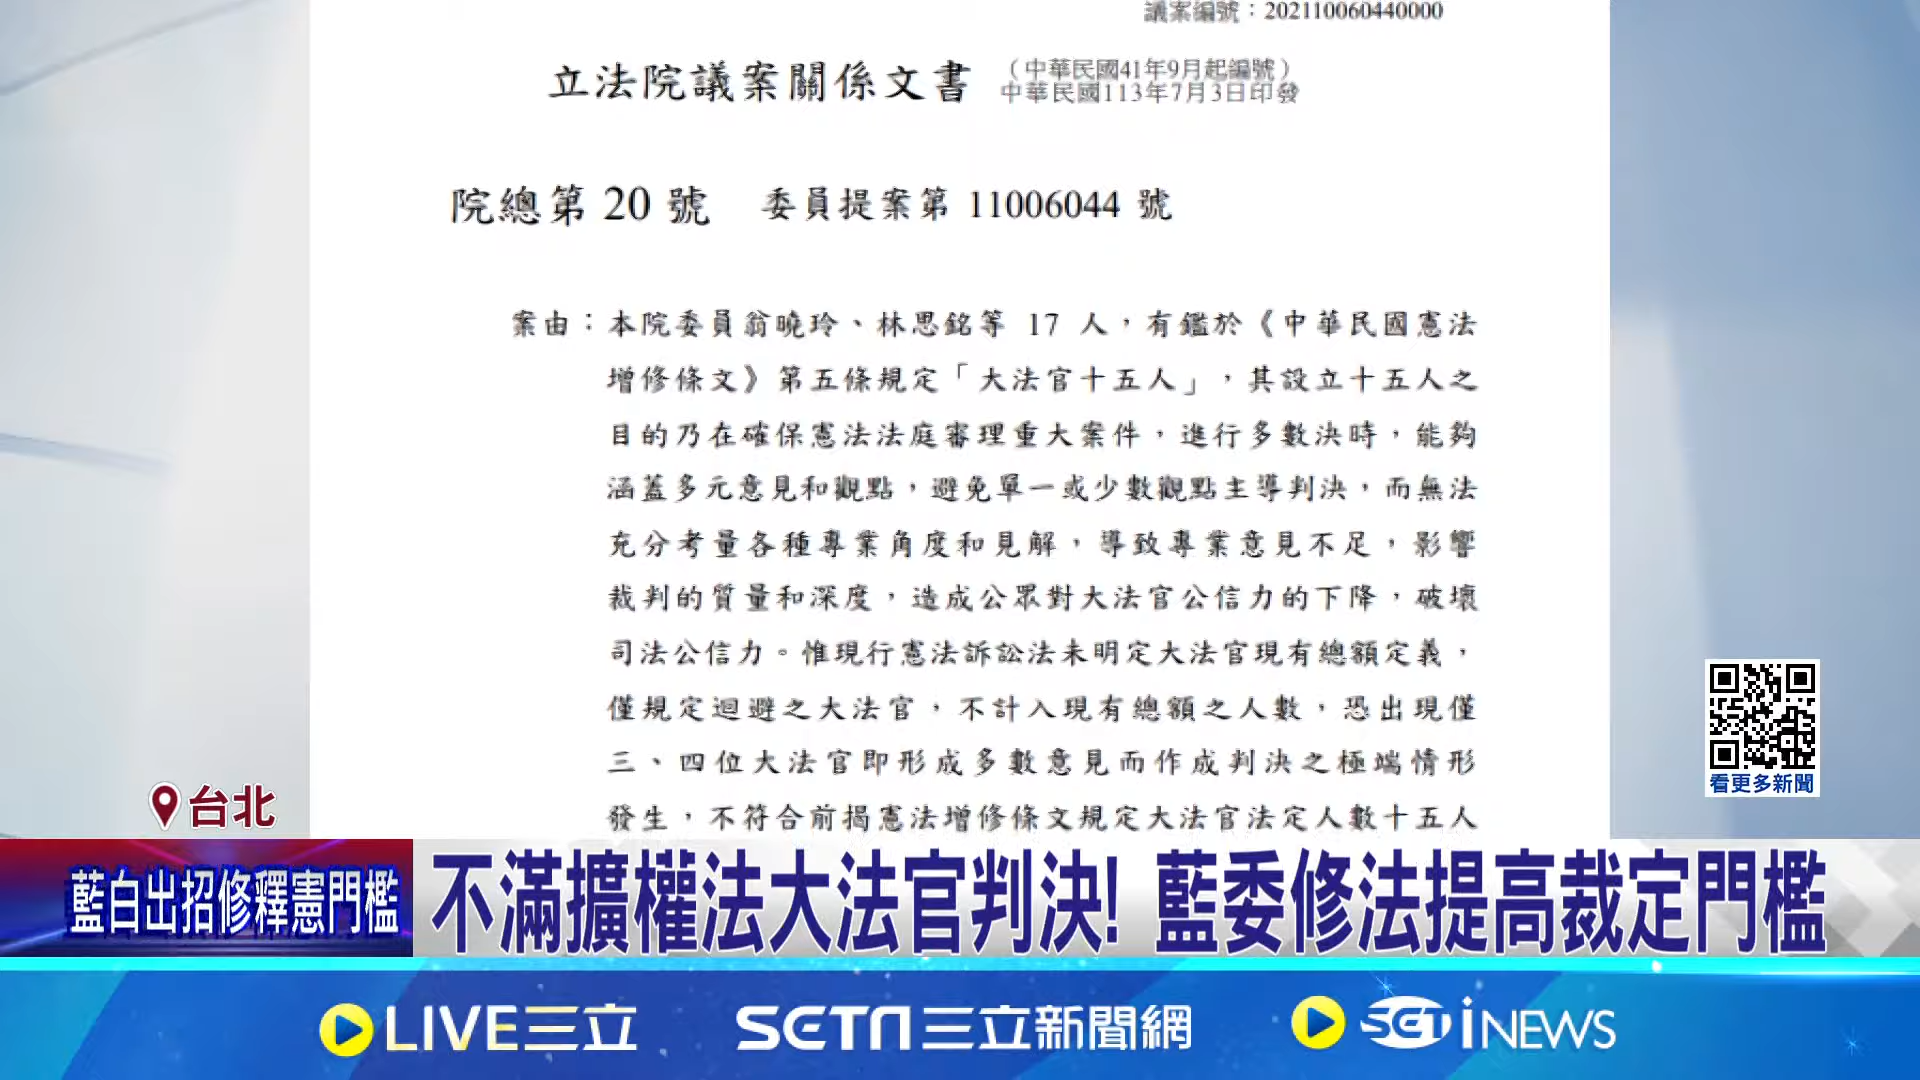 議案編號：202110060440000
立法院議案關係文書
（中華民國41年9月起編號）
中華民國113年7月3日印發
院總第 20 號 委員提案第 11006044 號
案由：本院委員翁曉玲、林思銘等 17 人，有鑑於《中華民國憲法
增修條文》第五條規定「大法官十五人」，其設立十五人之
目的乃在確保憲法法庭審理重大案件，進行多數決時，能夠
涵蓋多元意見和觀點，避免單一或少數觀點主導判決，而無法
充分考量各種專業角度和見解，導致專業意見不足，影響
裁判的質量和深度，造成公眾對大法官公信力的下降，破壞
司法公信力。惟現行憲法訴訟法未明定大法官現有總額定義，
僅規定迴避之大法官，不計入現有總額之人數，恐出現僅
三、四位大法官即形成多數意見而作成判決之極端情形
發生，不符合前揭憲法增修條文規定大法官法定人數十五人
看更多新聞
台北
藍白出招修釋憲門檻
不滿擴權法大法官判決! 藍委修法提高裁定門檻
LIVE三立
SETN三立新聞網
SETiNEWS